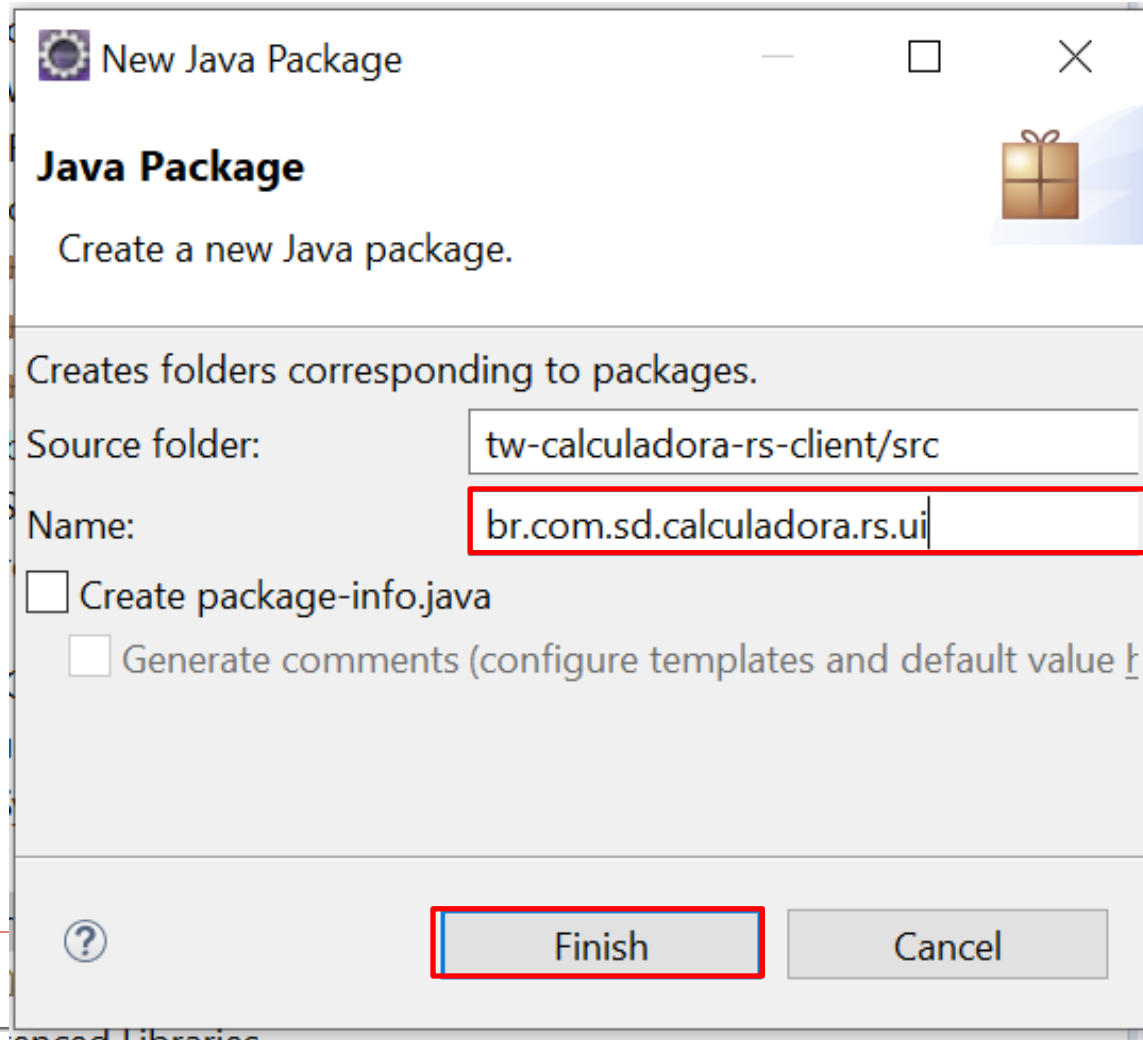 New Java Package
Java Package
Create a new Java package.
Creates folders corresponding to packages.
Source folder:
tw-calculadora-rs-client/src
Name:
br.com.sd.calculadora.rs.ui
Create package-info.java
Generate comments (configure templates and default value
Finish
Cancel